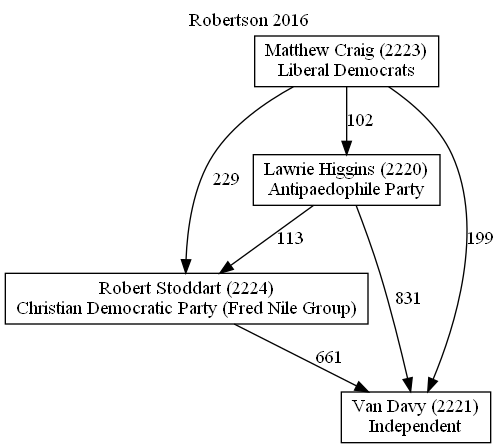 Robertson 2016
Matthew Craig (2223)
Liberal Democrats
102
Lawrie Higgins (2220)
Antipaedophile Party
229
199
113
Robert Stoddart (2224)
Christian Democratic Party (Fred Nile Group)
831
661
Van Davy (2221)
Independent